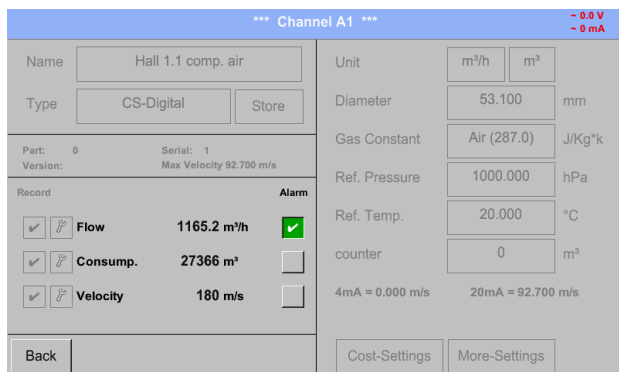 *** Channel A1 ***
~ 0.0 V
~ 0 mA
Name
Hall 1.1 comp. air
Type
CS-Digital
Store
Part: 0 Serial: 1
Version: Max Velocity 92.700 m/s
Record Alarm
Flow 1165.2 m³/h
Consump. 27366 m³
Velocity 180 m/s
Back
Unit m³/h m³
Diameter 53.100 mm
Gas Constant Air (287.0) J/Kg*k
Ref. Pressure 1000.000 hPa
Ref. Temp. 20.000 °C
counter 0 m³
4mA = 0.000 m/s 20mA = 92.700 m/s
Cost-Settings More-Settings